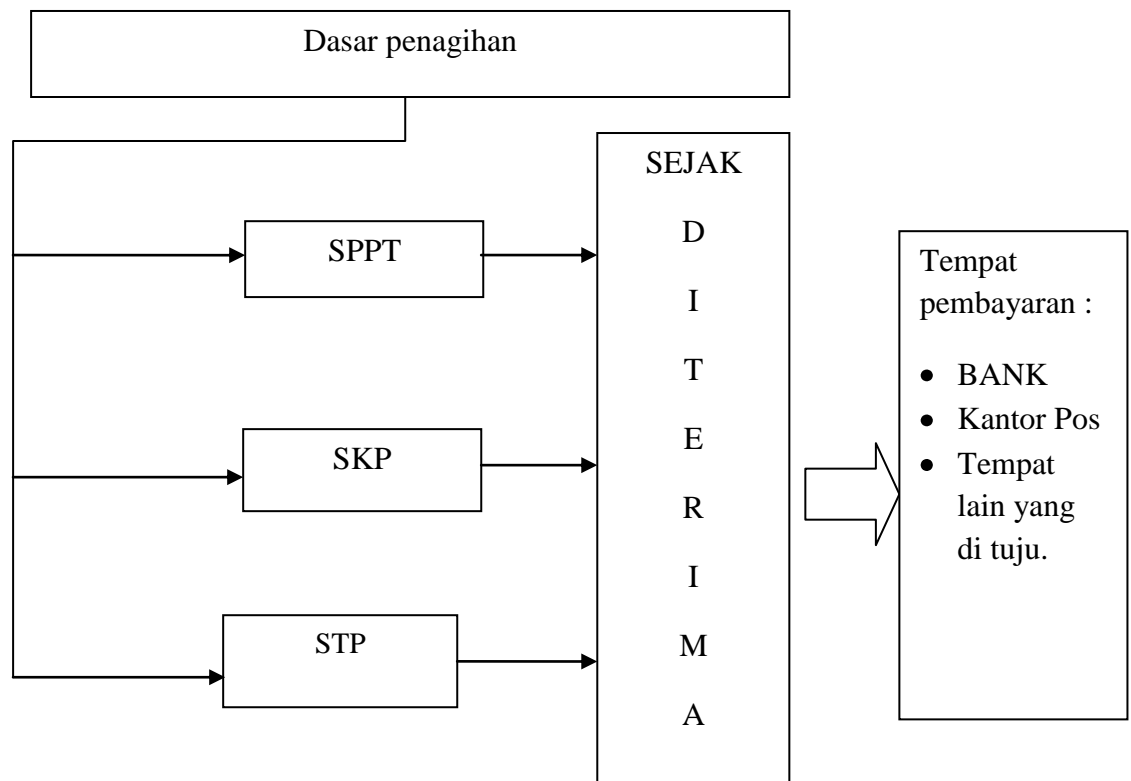 Dasar penagihan
SEJAK
D
I
T
E
R
I
M
A
SPPT
SKP
STP
Tempat
pembayaran :
• BANK
• Kantor Pos
• Tempat
lain yang
di tuju.